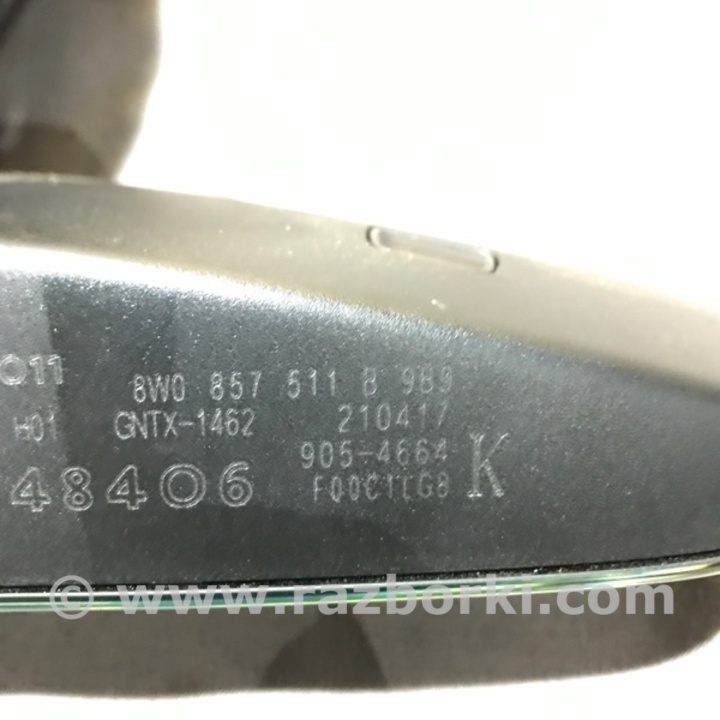 011
8W0 857 511 B 9B9
H01 GNTX-1462 210417
905-4664
48406 F00C1LG8 K
© www.razborki.com